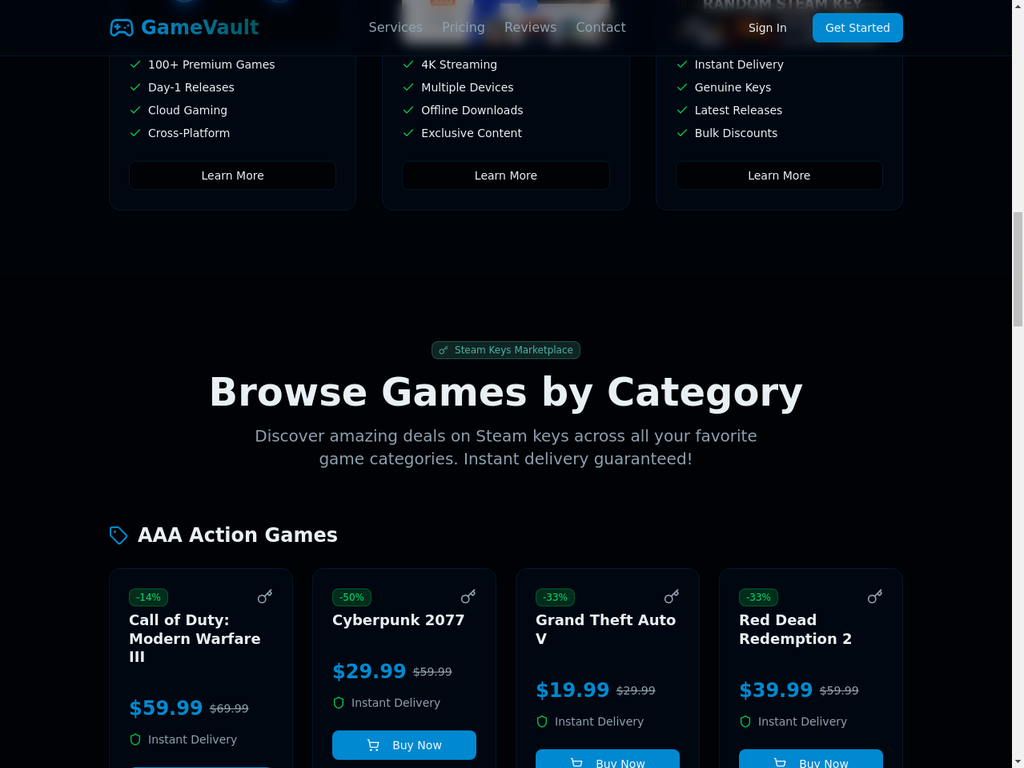 RANDOM STEAM KEY
GameVault
Services
Pricing
Reviews
Contact
Sign In
Get Started
100+ Premium Games
Day-1 Releases
Cloud Gaming
Cross-Platform
Learn More
4K Streaming
Multiple Devices
Offline Downloads
Exclusive Content
Learn More
Instant Delivery
Genuine Keys
Latest Releases
Bulk Discounts
Learn More
Steam Keys Marketplace
Browse Games by Category
Discover amazing deals on Steam keys across all your favorite
game categories. Instant delivery guaranteed!
AAA Action Games
-14%
Call of Duty:
Modern Warfare
III
$59.99 $69.99
Instant Delivery
-50%
Cyberpunk 2077
$29.99 $59.99
Instant Delivery
Buy Now
-33%
Grand Theft Auto
V
$19.99 $29.99
Instant Delivery
Buy Now
-33%
Red Dead
Redemption 2
$39.99 $59.99
Instant Delivery
Buy Now